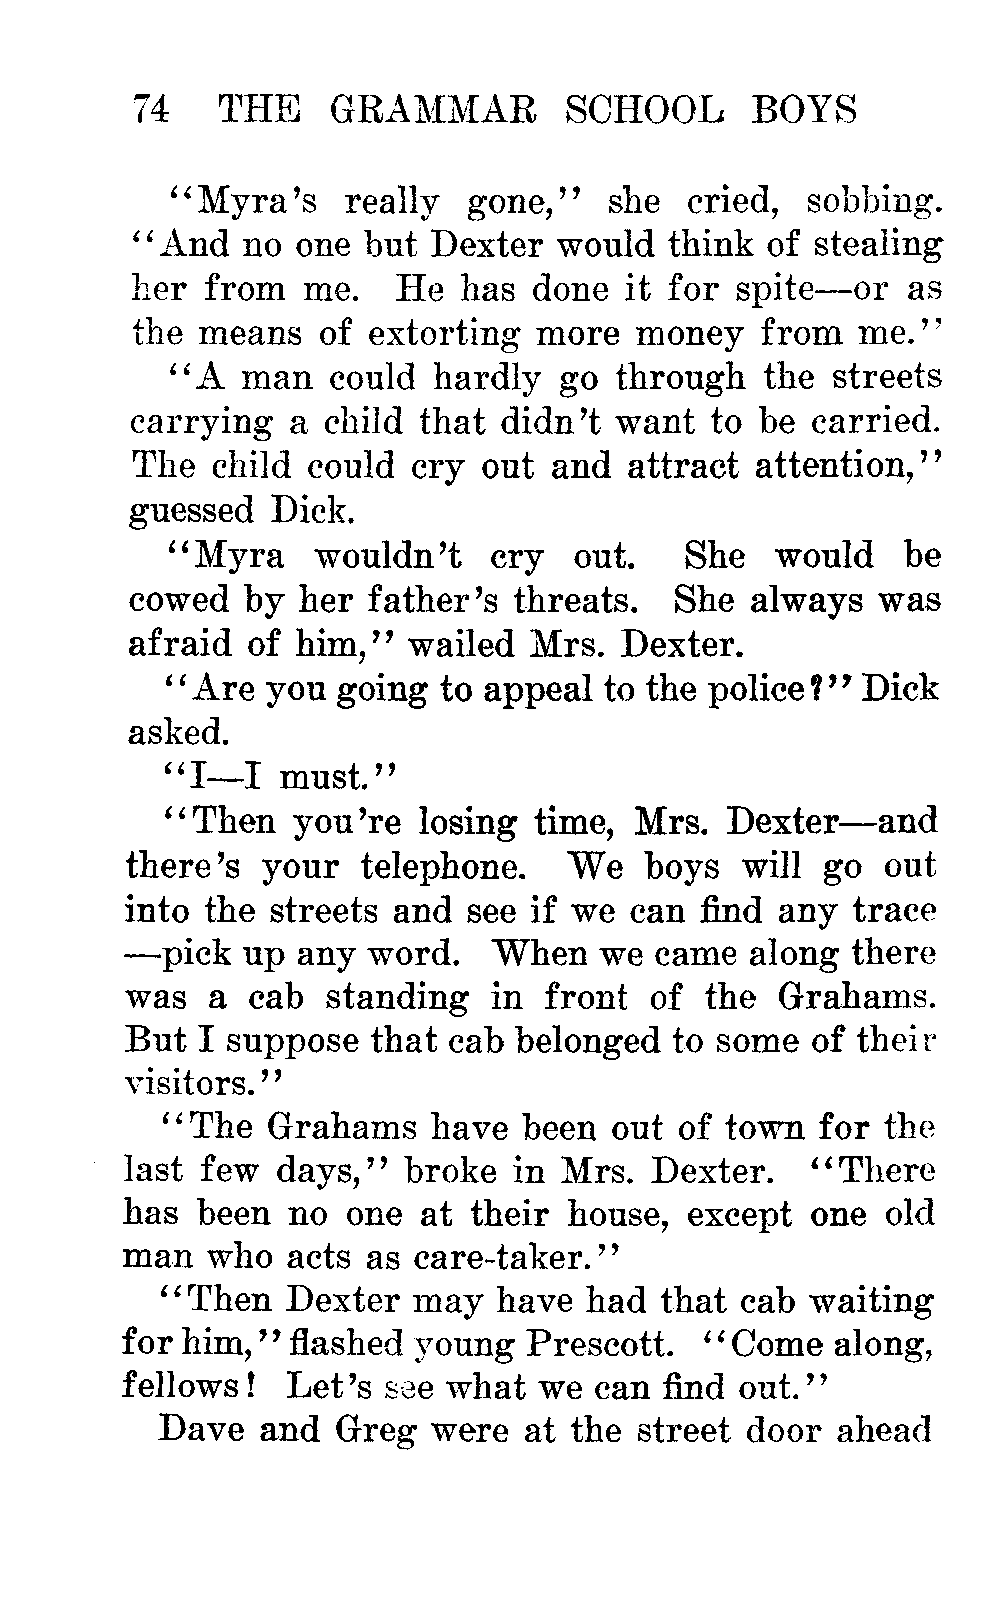 74 THE GRAMMAR SCHOOL BOYS
"Myra's really gone," she cried, sobbing.
"And no one but Dexter would think of stealing
her from me. He has done it for spite—or as
the means of extorting more money from me."
"A man could hardly go through the streets
carrying a child that didn't want to be carried.
The child could cry out and attract attention,"
guessed Dick.
"Myra wouldn't cry out. She would be
cowed by her father's threats. She always was
afraid of him," wailed Mrs. Dexter.
"Are you going to appeal to the police?" Dick
asked.
"I—I must."
"Then you're losing time, Mrs. Dexter—and
there's your telephone. We boys will go out
into the streets and see if we can find any trace
—pick up any word. When we came along there
was a cab standing in front of the Grahams.
But I suppose that cab belonged to some of their
visitors."
"The Grahams have been out of town for the
last few days," broke in Mrs. Dexter. "There
has been no one at their house, except one old
man who acts as care-taker."
"Then Dexter may have had that cab waiting
for him," flashed young Prescott. "Come along,
fellows! Let's see what we can find out."
Dave and Greg were at the street door ahead